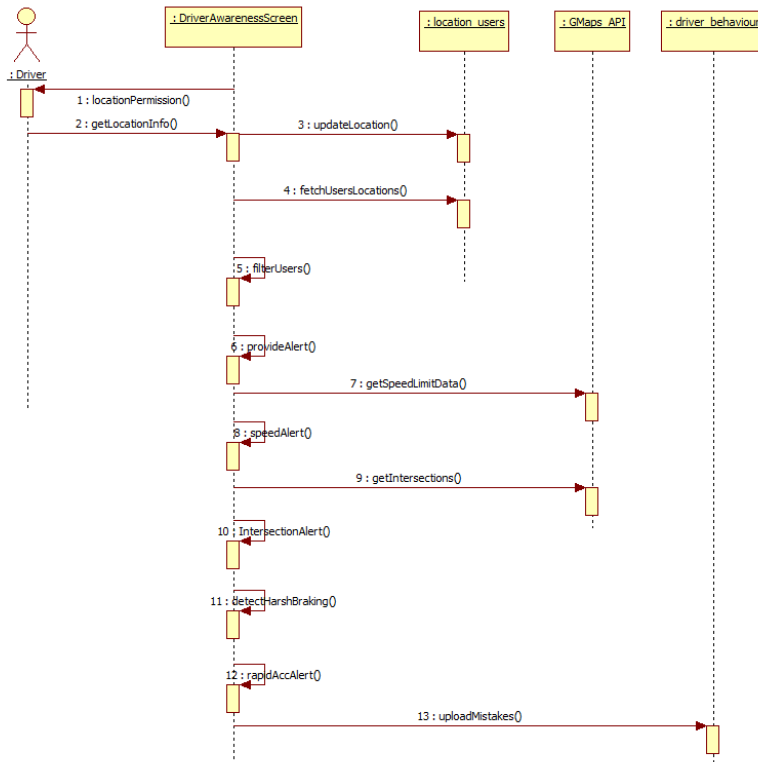 : DriverAwarenessScreen
: location_users
: GMaps_API
: driver_behaviour
: Driver
1 : locationPermission()
2 : getLocationInfo()
3 : updateLocation()
4 : fetchUsersLocations()
5 : filterUsers()
6 : provideAlert()
7 : getSpeedLimitData()
8 : speedAlert()
9 : getIntersections()
10 : IntersectionAlert()
11 : detectHarshBraking()
12 : rapidAccAlert()
13 : uploadMistakes()